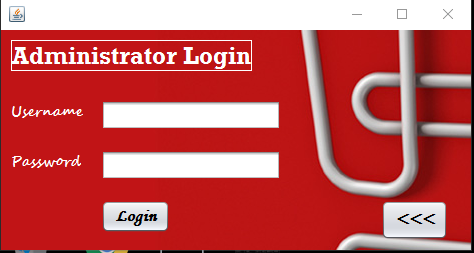 Administrator Login
Username
Password
Login
<<<